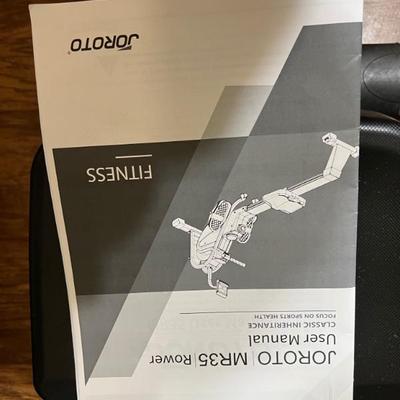 JOROTO | MR35 | Rower
User Manual
CLASSIC INHERITANCE
FOCUS ON SPORTS HEALTH
FITNESS
JOROTO®